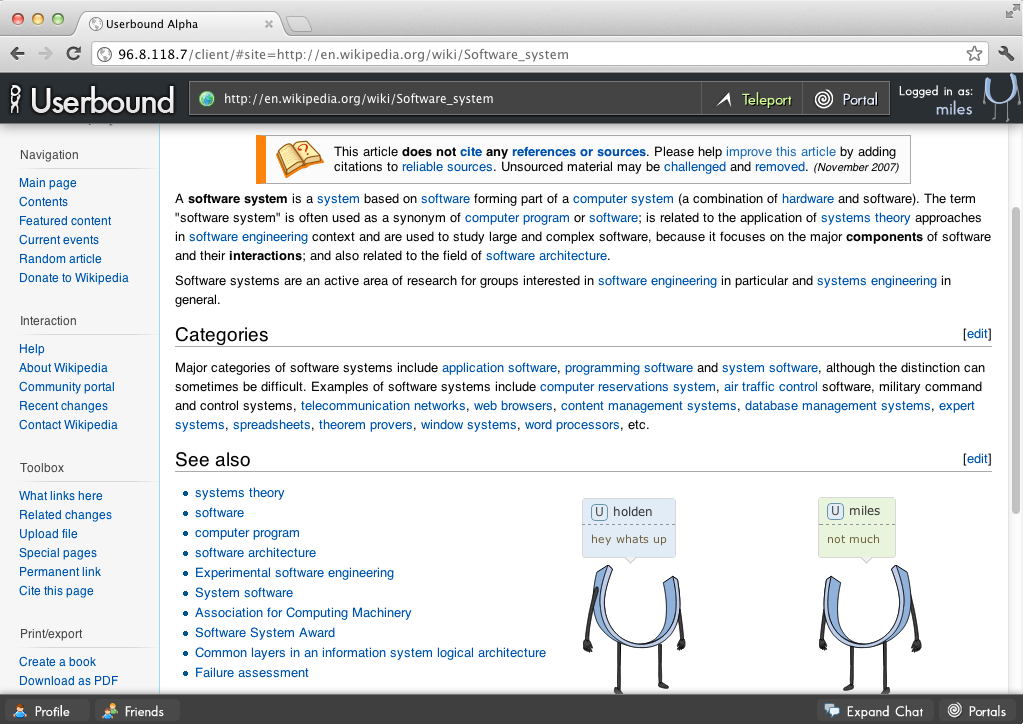 Userbound Alpha
96.8.118.7/client/#site=http://en.wikipedia.org/wiki/Software_system
Userbound
http://en.wikipedia.org/wiki/Software_system
Teleport
Portal
Logged in as:
miles
Navigation
Main page
Contents
Featured content
Current events
Random article
Donate to Wikipedia
Interaction
Help
About Wikipedia
Community portal
Recent changes
Contact Wikipedia
Toolbox
What links here
Related changes
Upload file
Special pages
Permanent link
Cite this page
Print/export
Create a book
Download as PDF
This article does not cite any references or sources. Please help improve this article by adding
citations to reliable sources. Unsourced material may be challenged and removed. (November 2007)
A software system is a system based on software forming part of a computer system (a combination of hardware and software). The term
"software system" is often used as a synonym of computer program or software; is related to the application of systems theory approaches
in software engineering context and are used to study large and complex software, because it focuses on the major components of software
and their interactions; and also related to the field of software architecture.
Software systems are an active area of research for groups interested in software engineering in particular and systems engineering in
general.
Categories
[edit]
Major categories of software systems include application software, programming software and system software, although the distinction can
sometimes be difficult. Examples of software systems include computer reservations system, air traffic control software, military command
and control systems, telecommunication networks, web browsers, content management systems, database management systems, expert
systems, spreadsheets, theorem provers, window systems, word processors, etc.
See also
[edit]
systems theory
software
computer program
software architecture
Experimental software engineering
System software
Association for Computing Machinery
Software System Award
Common layers in an information system logical architecture
Failure assessment
U holden
hey whats up
U miles
not much
Profile
Friends
Expand Chat
Portals